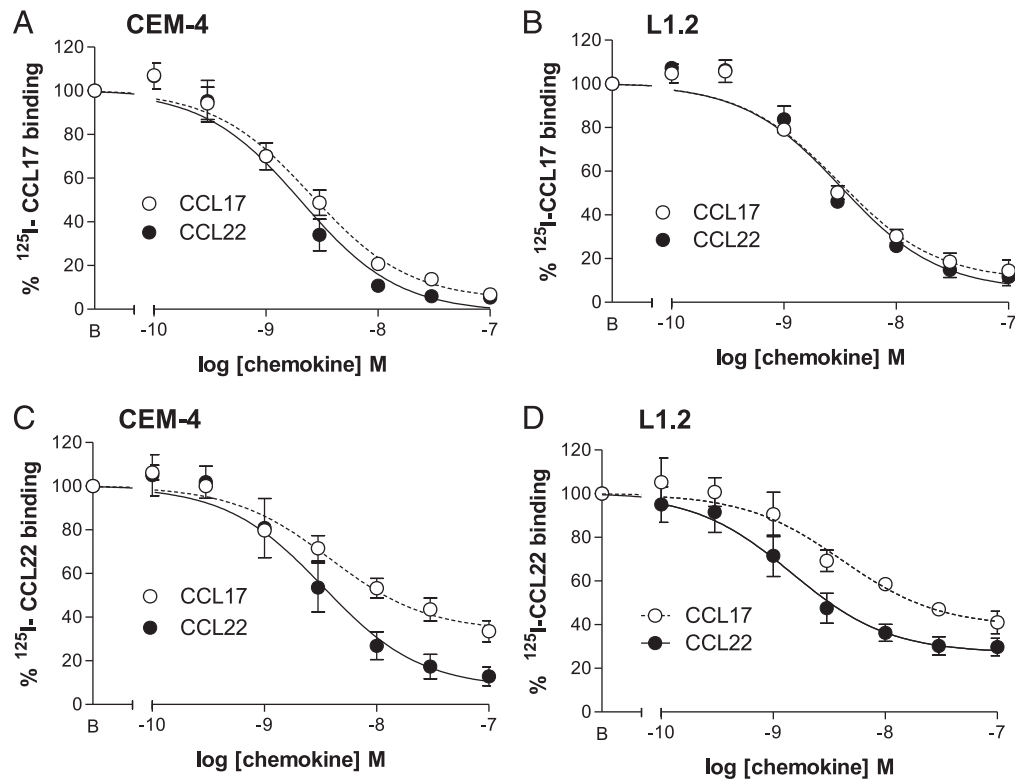 A CEM-4
120
100
80
60
40
20
0
% ¹²⁵I- CCL17 binding
CCL17
CCL22
B -10 -9 -8 -7
log [chemokine] M
B L1.2
120
100
80
60
40
20
0
% ¹²⁵I-CCL17 binding
CCL17
CCL22
B -10 -9 -8 -7
log [chemokine] M
C CEM-4
120
100
80
60
40
20
0
% ¹²⁵I- CCL22 binding
CCL17
CCL22
B -10 -9 -8 -7
log [chemokine] M
D L1.2
120
100
80
60
40
20
0
% ¹²⁵I-CCL22 binding
CCL17
CCL22
B -10 -9 -8 -7
log [chemokine] M